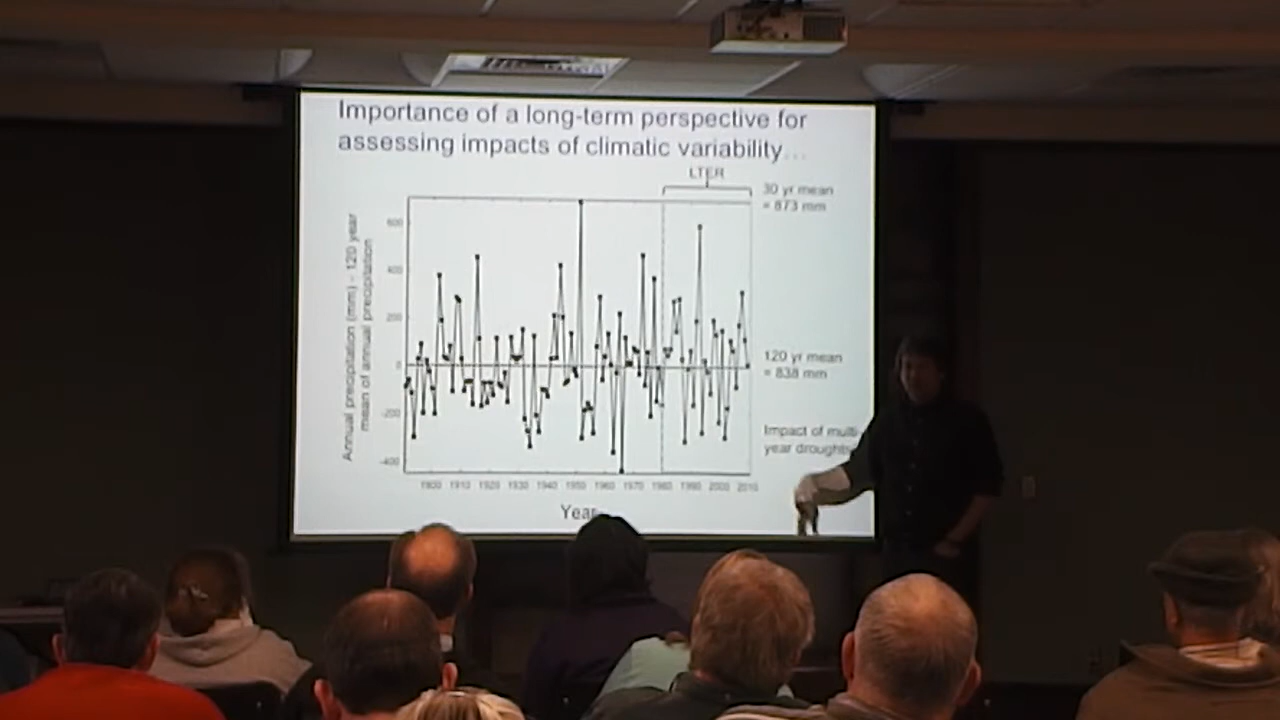 Importance of a long-term perspective for
assessing impacts of climatic variability…
LTER
30 yr mean
= 873 mm
Annual precipitation (mm) - 120 year
mean of annual precipitation
600
400
200
0
-200
-400
120 yr mean
= 838 mm
Impact of multi-
year droughts
1900 1910 1920 1930 1940 1950 1960 1970 1980 1990 2000 2010
Year